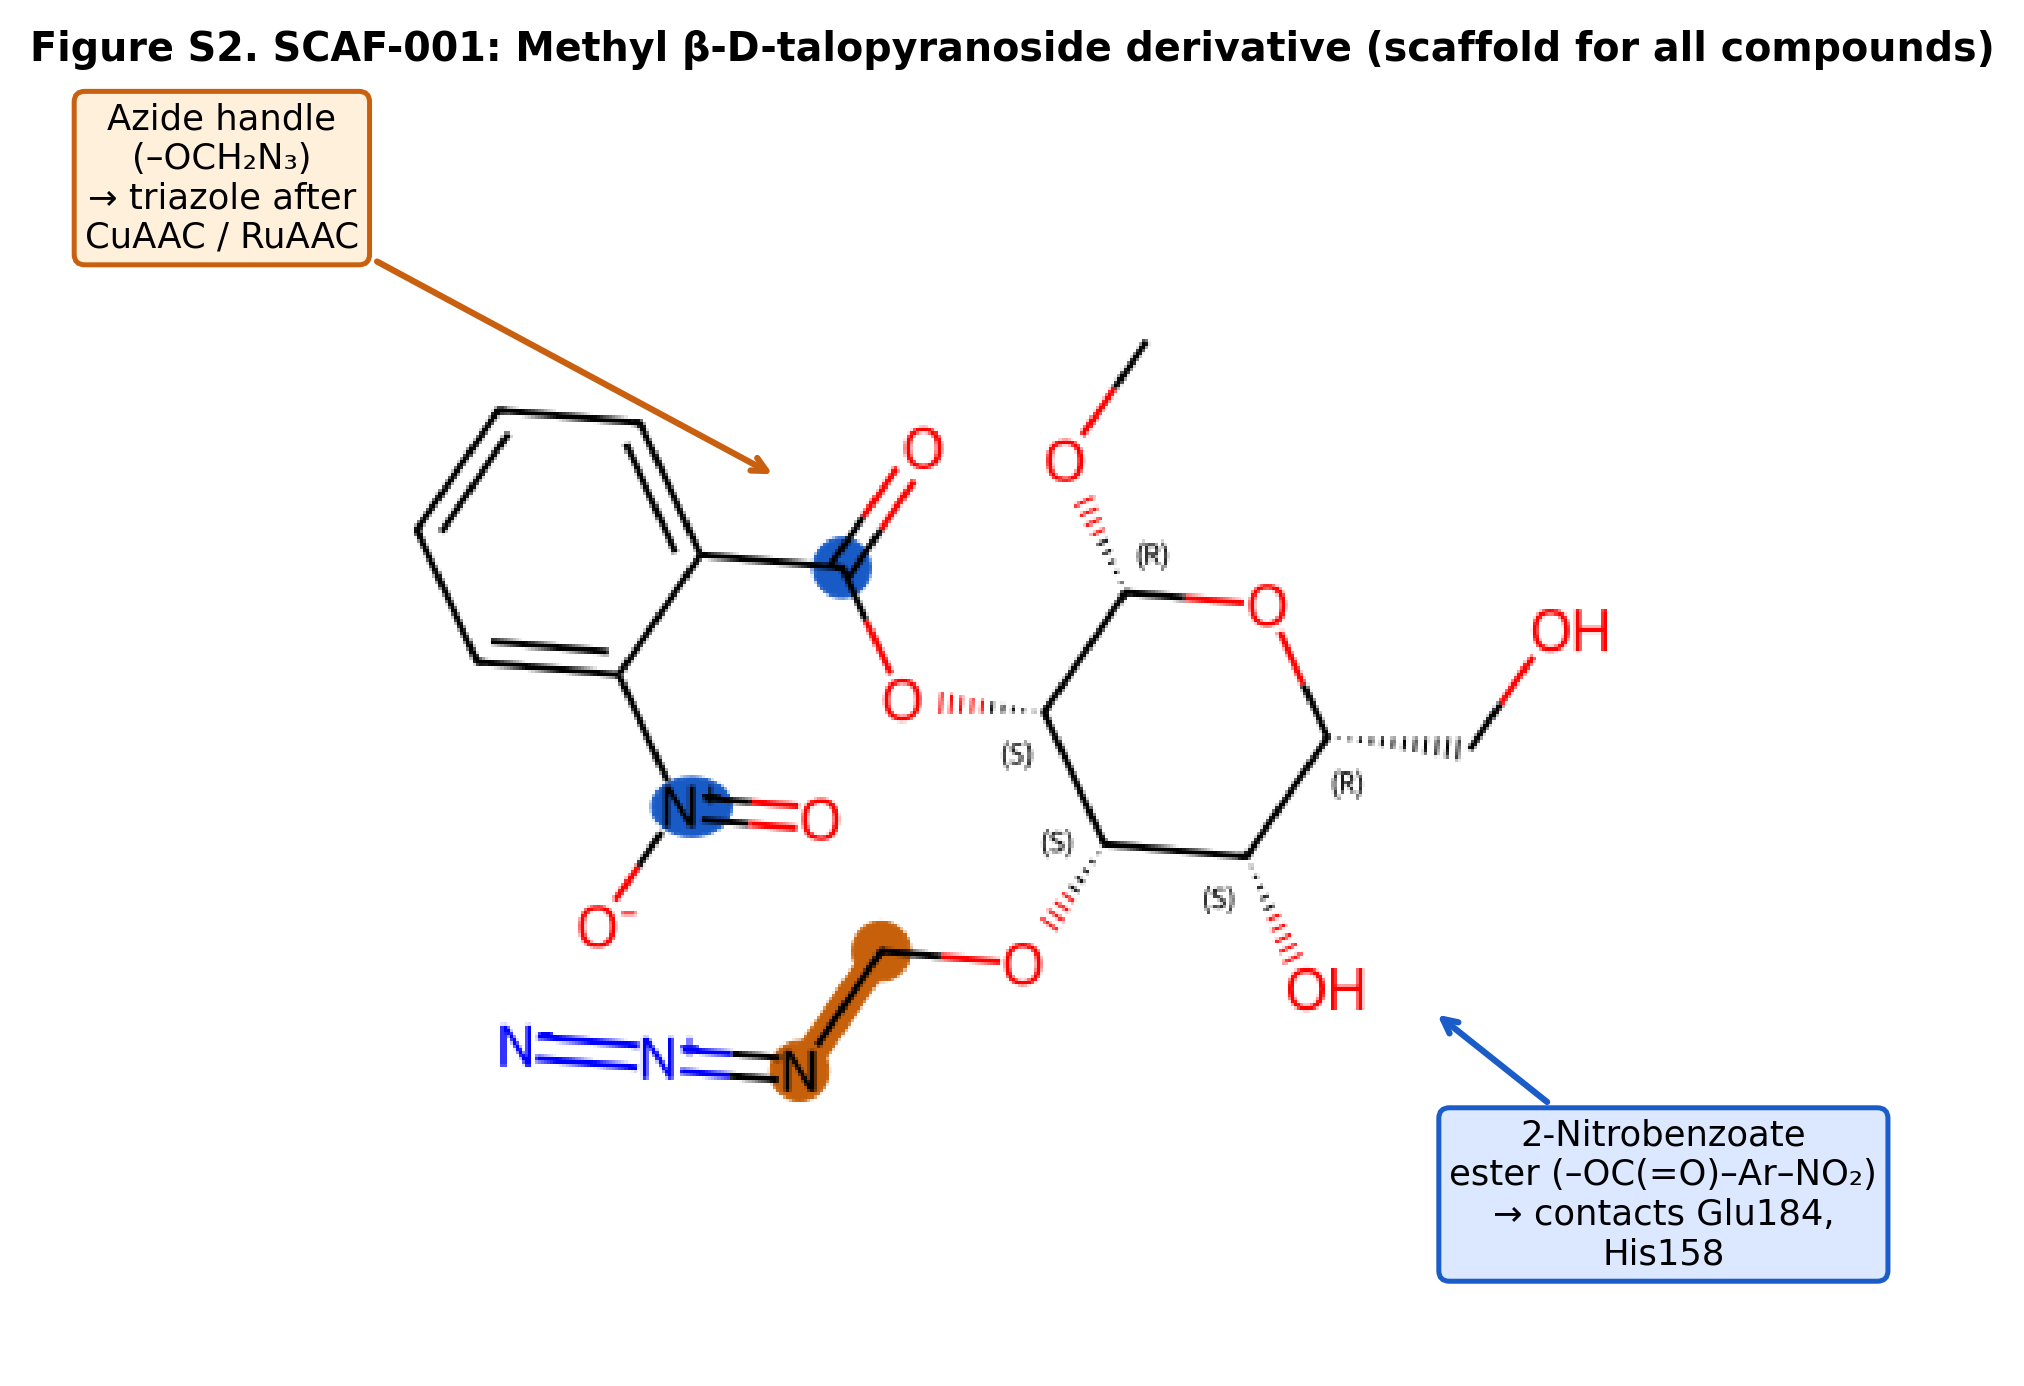 Figure S2. SCAF-001: Methyl β-D-talopyranoside derivative (scaffold for all compounds)
Azide handle
(–OCH₂N₃)
→ triazole after
CuAAC / RuAAC
O
O
(R)
O
OH
O
(S)
(R)
N⁺
O
(S)
(S)
O⁻
O
OH
N
N⁺
N
2-Nitrobenzoate
ester (–OC(=O)–Ar–NO₂)
→ contacts Glu184,
His158